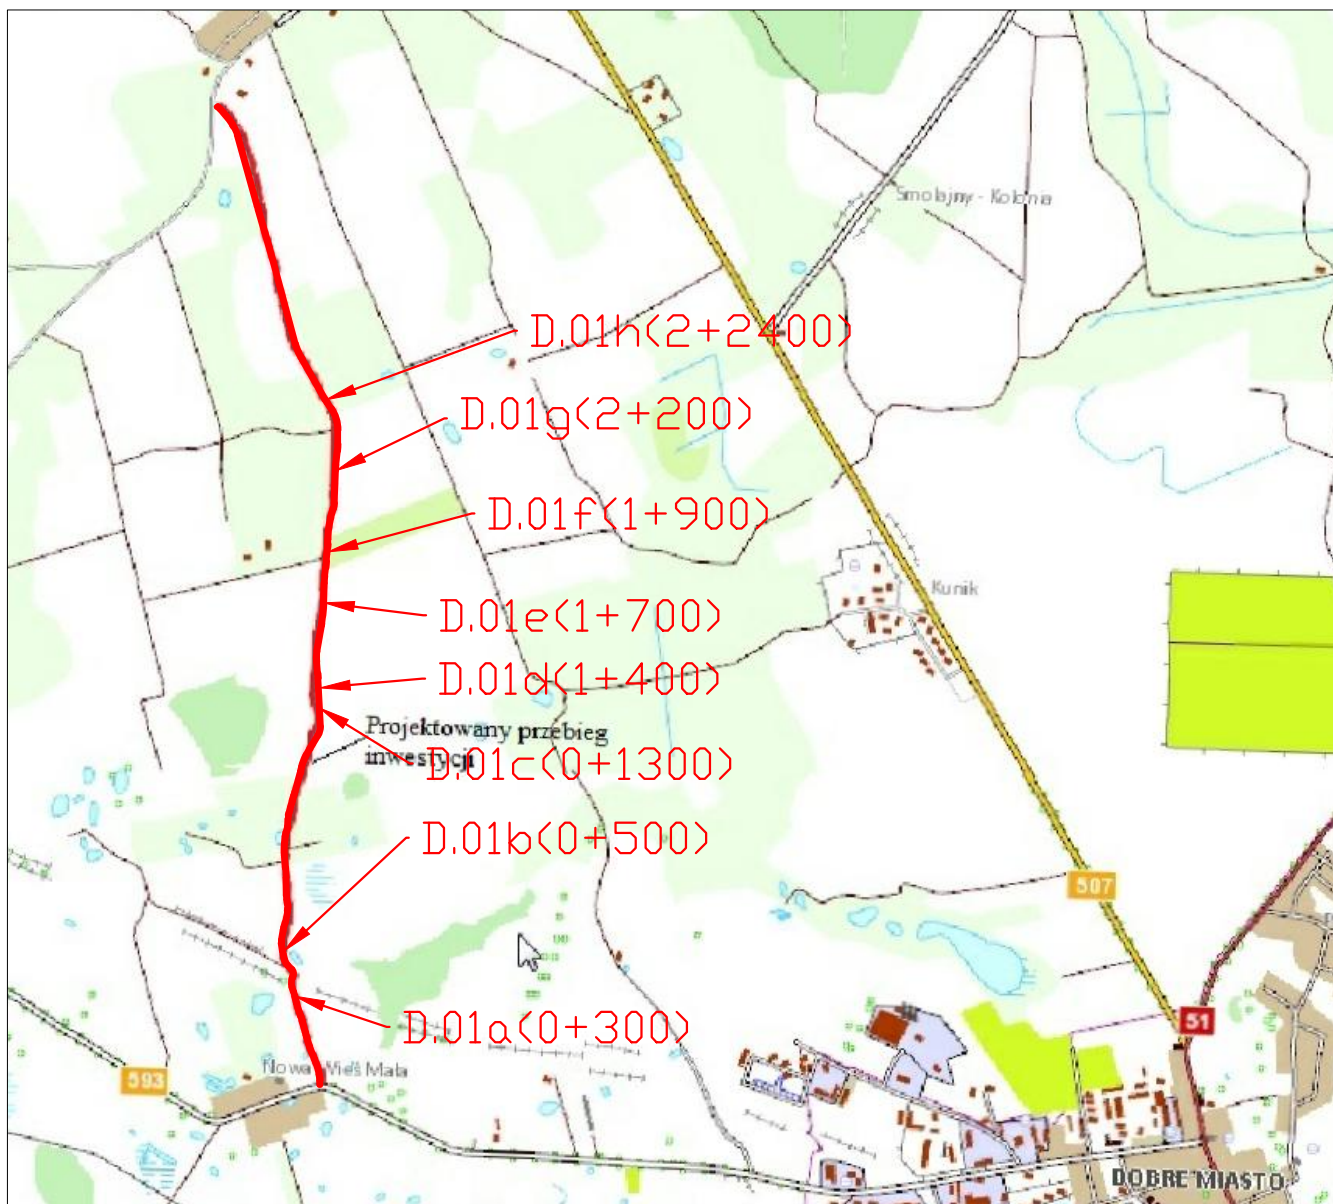 Smolajny - Kolonia
D.01h(2+2400)
D.01g(2+200)
D.01f(1+900)
Kunik
D.01e(1+700)
D.01d(1+400)
Projektowany przebieg
inwestycji
D.01c(0+1300)
D.01b(0+500)
507
51
D.01a(0+300)
Nowa Wieś Mała
593
DOBRE MIASTO